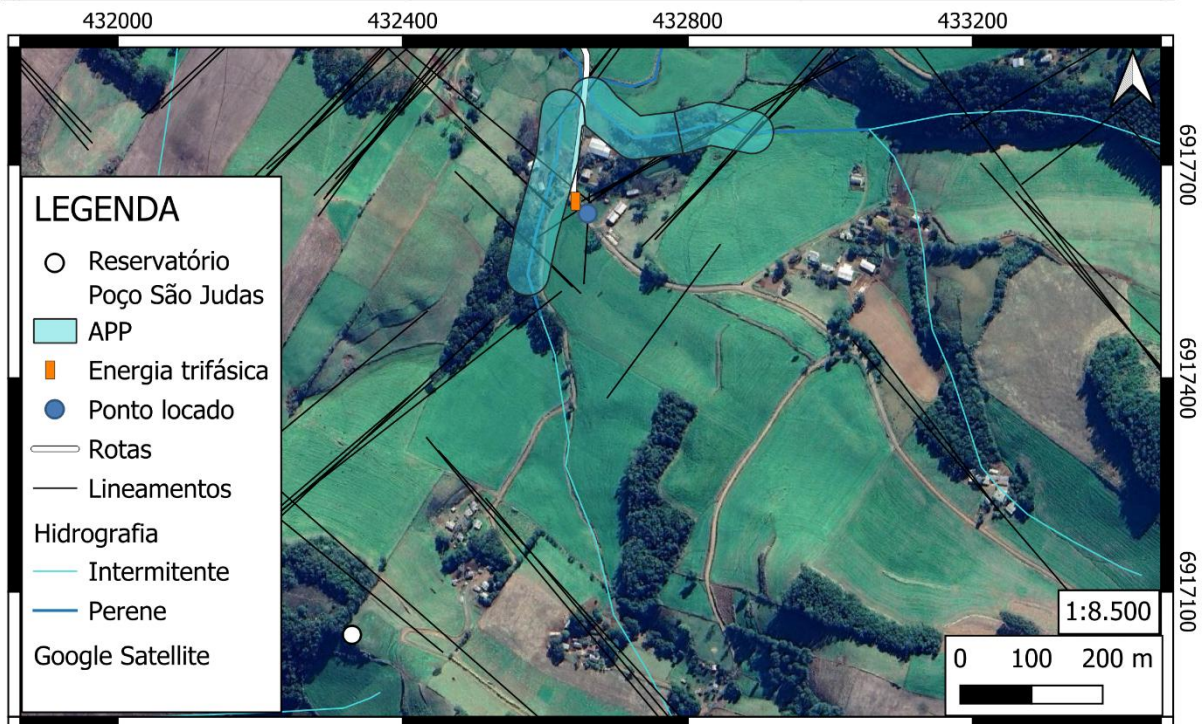 432000 432400 432800 433200
6917700
6917400
6917100
LEGENDA
Reservatório
Poço São Judas
APP
Energia trifásica
Ponto locado
Rotas
Lineamentos
Hidrografia
Intermitente
Perene
Google Satellite
1:8.500
0 100 200 m